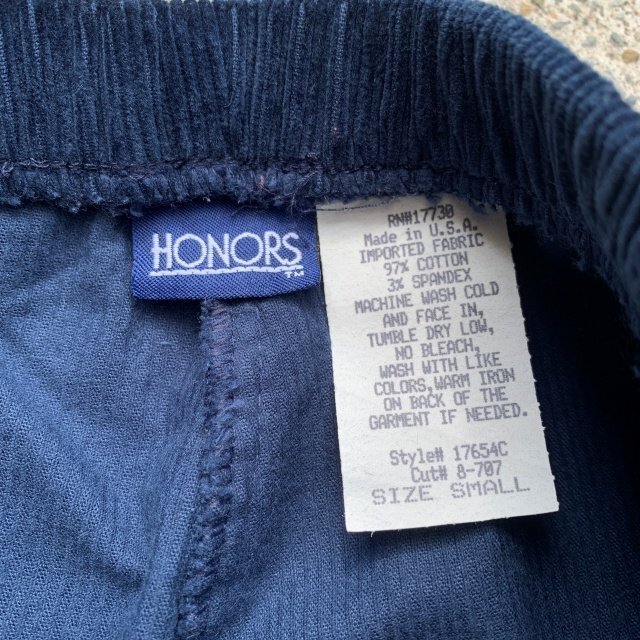 HONORS
TM
RN#17730
Made in U.S.A.
IMPORTED FABRIC
97% COTTON
3% SPANDEX
MACHINE WASH COLD
AND FACE IN,
TUMBLE DRY LOW,
NO BLEACH,
WASH WITH LIKE
COLORS,WARM IRON
ON BACK OF THE
GARMENT IF NEEDED.
Style# 17654C
Cut# 8-707
SIZE SMALL